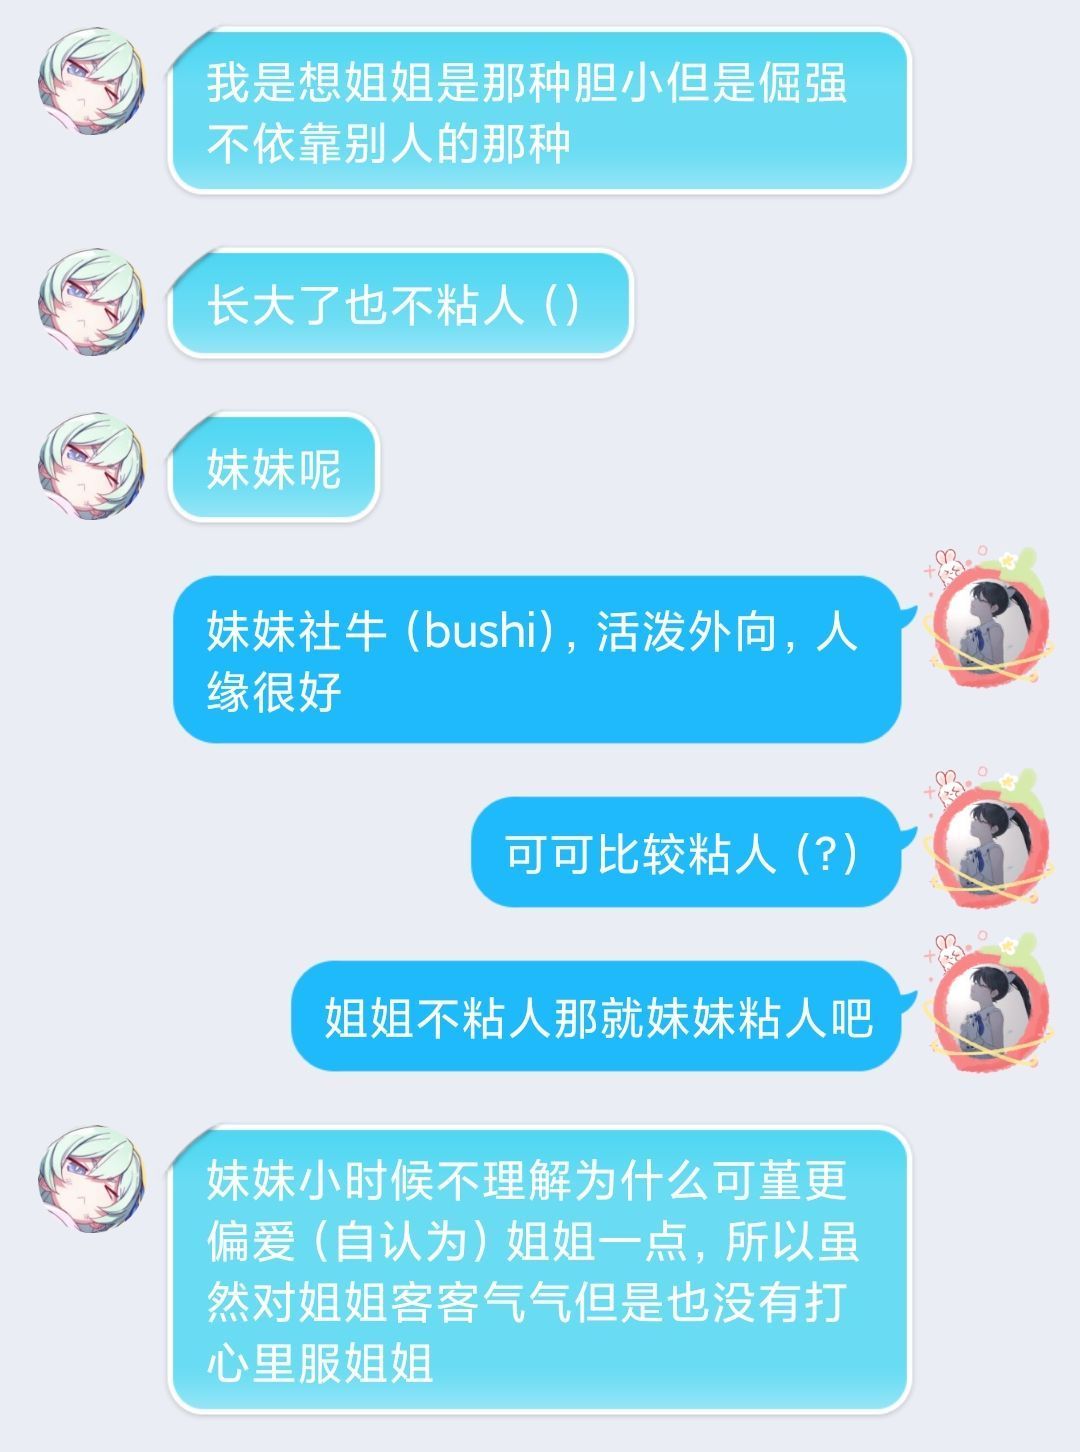 我是想姐姐是那种胆小但是倔强
不依靠别人的那种
长大了也不粘人（）
妹妹呢
妹妹社牛（bushi），活泼外向，人
缘很好
可可比较粘人（?）
姐姐不粘人那就妹妹粘人吧
妹妹小时候不理解为什么可堇更
偏爱（自认为）姐姐一点，所以虽
然对姐姐客客气气但是也没有打
心里服姐姐